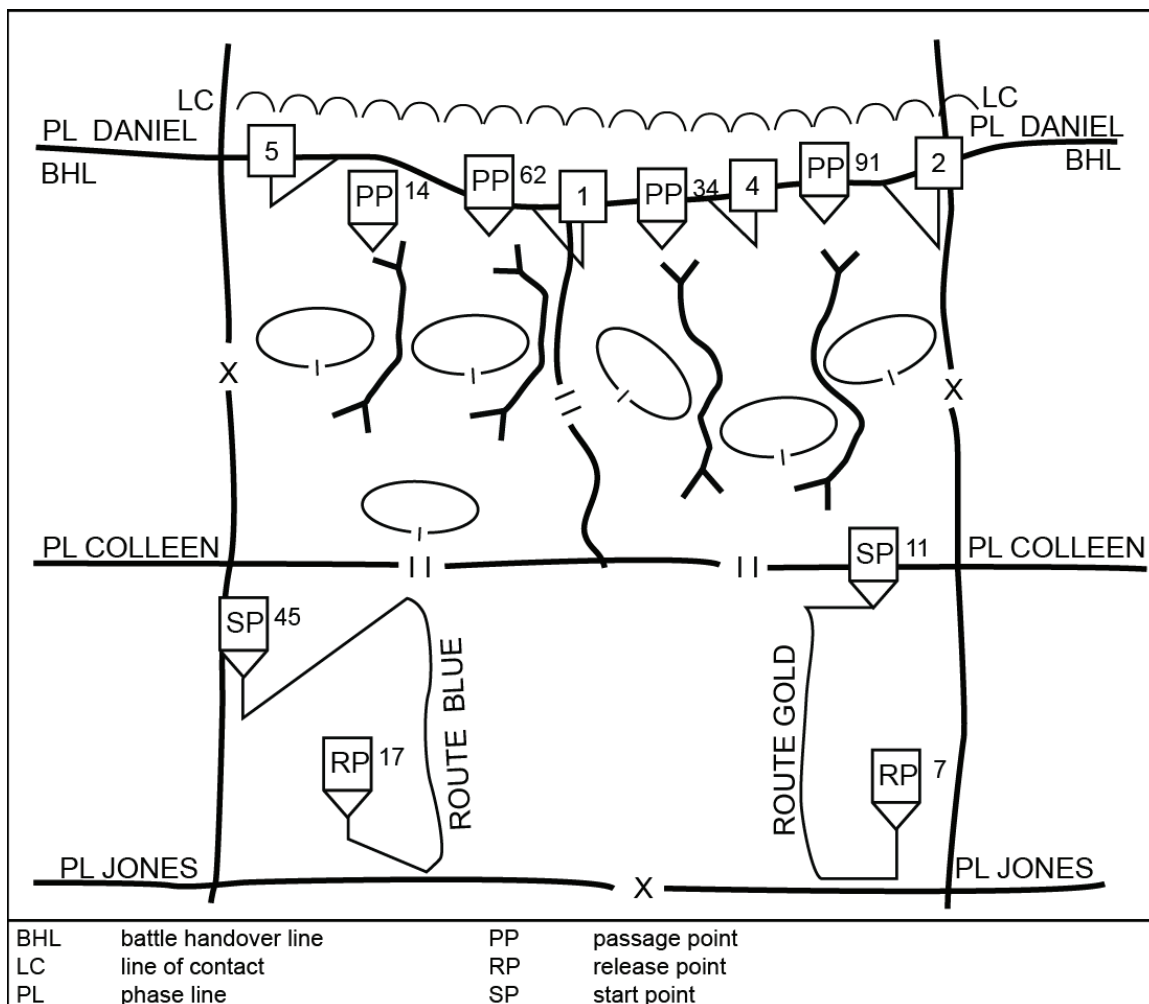 LC
LC
PL DANIEL
PL DANIEL
BHL
BHL
5
PP 14
PP 62
1
PP 34
4
PP 91
2
X
X
I
I
I
I
I
I
II
PL COLLEEN
II
II
SP 11
PL COLLEEN
SP 45
ROUTE BLUE
ROUTE GOLD
RP 17
RP 7
PL JONES
X
PL JONES
BHL battle handover line PP passage point
LC line of contact RP release point
PL phase line SP start point